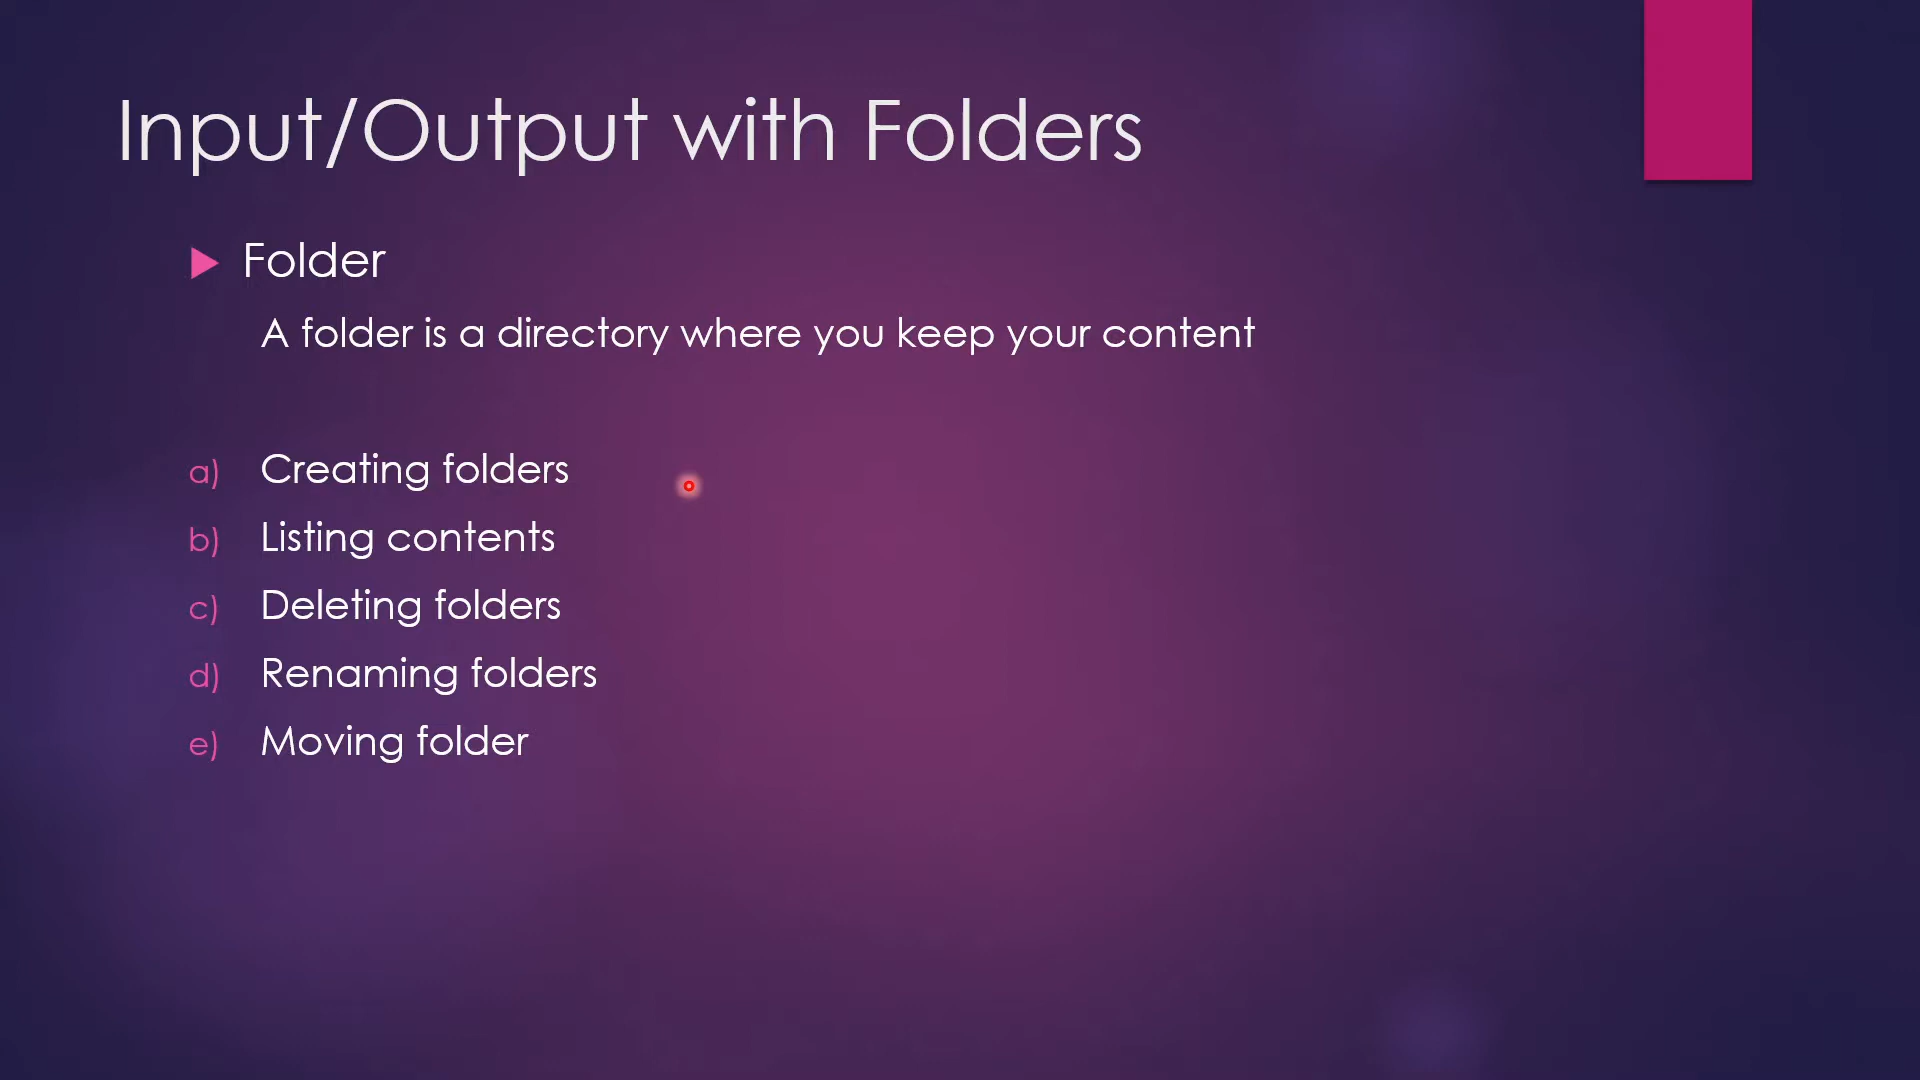 Input/Output with Folders
Folder
A folder is a directory where you keep your content
a) Creating folders
b) Listing contents
c) Deleting folders
d) Renaming folders
e) Moving folder